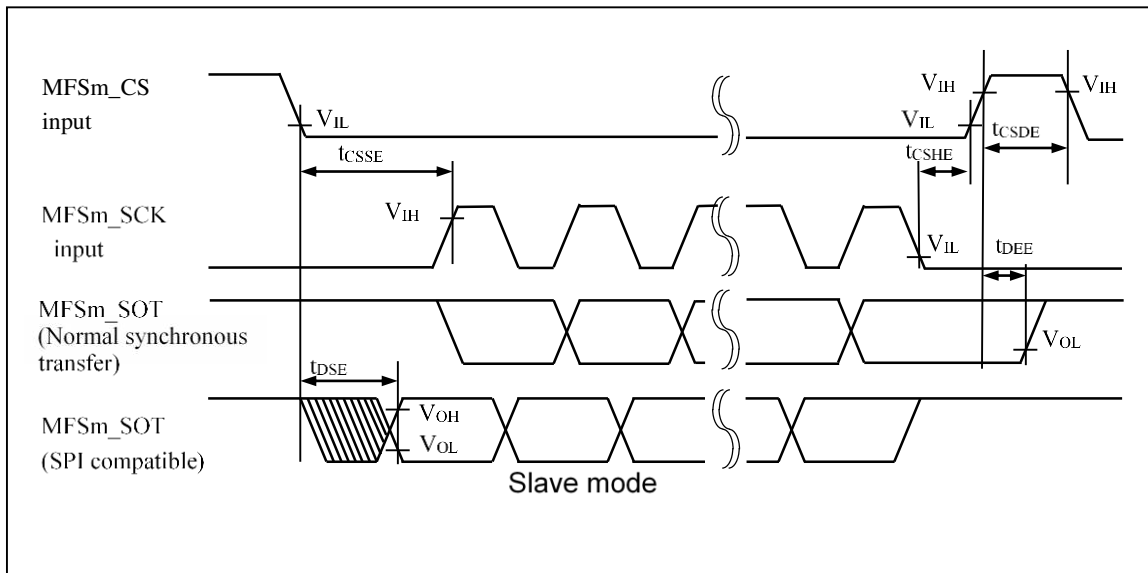 MFSm_CS
input
VIL
VIH
VIH
VIL
tCSSE
tCSHE
tCSDE
MFSm_SCK
input
VIH
VIL
tDEE
MFSm_SOT
(Normal synchronous
transfer)
VOL
tDSE
MFSm_SOT
(SPI compatible)
VOH
VOL
Slave mode